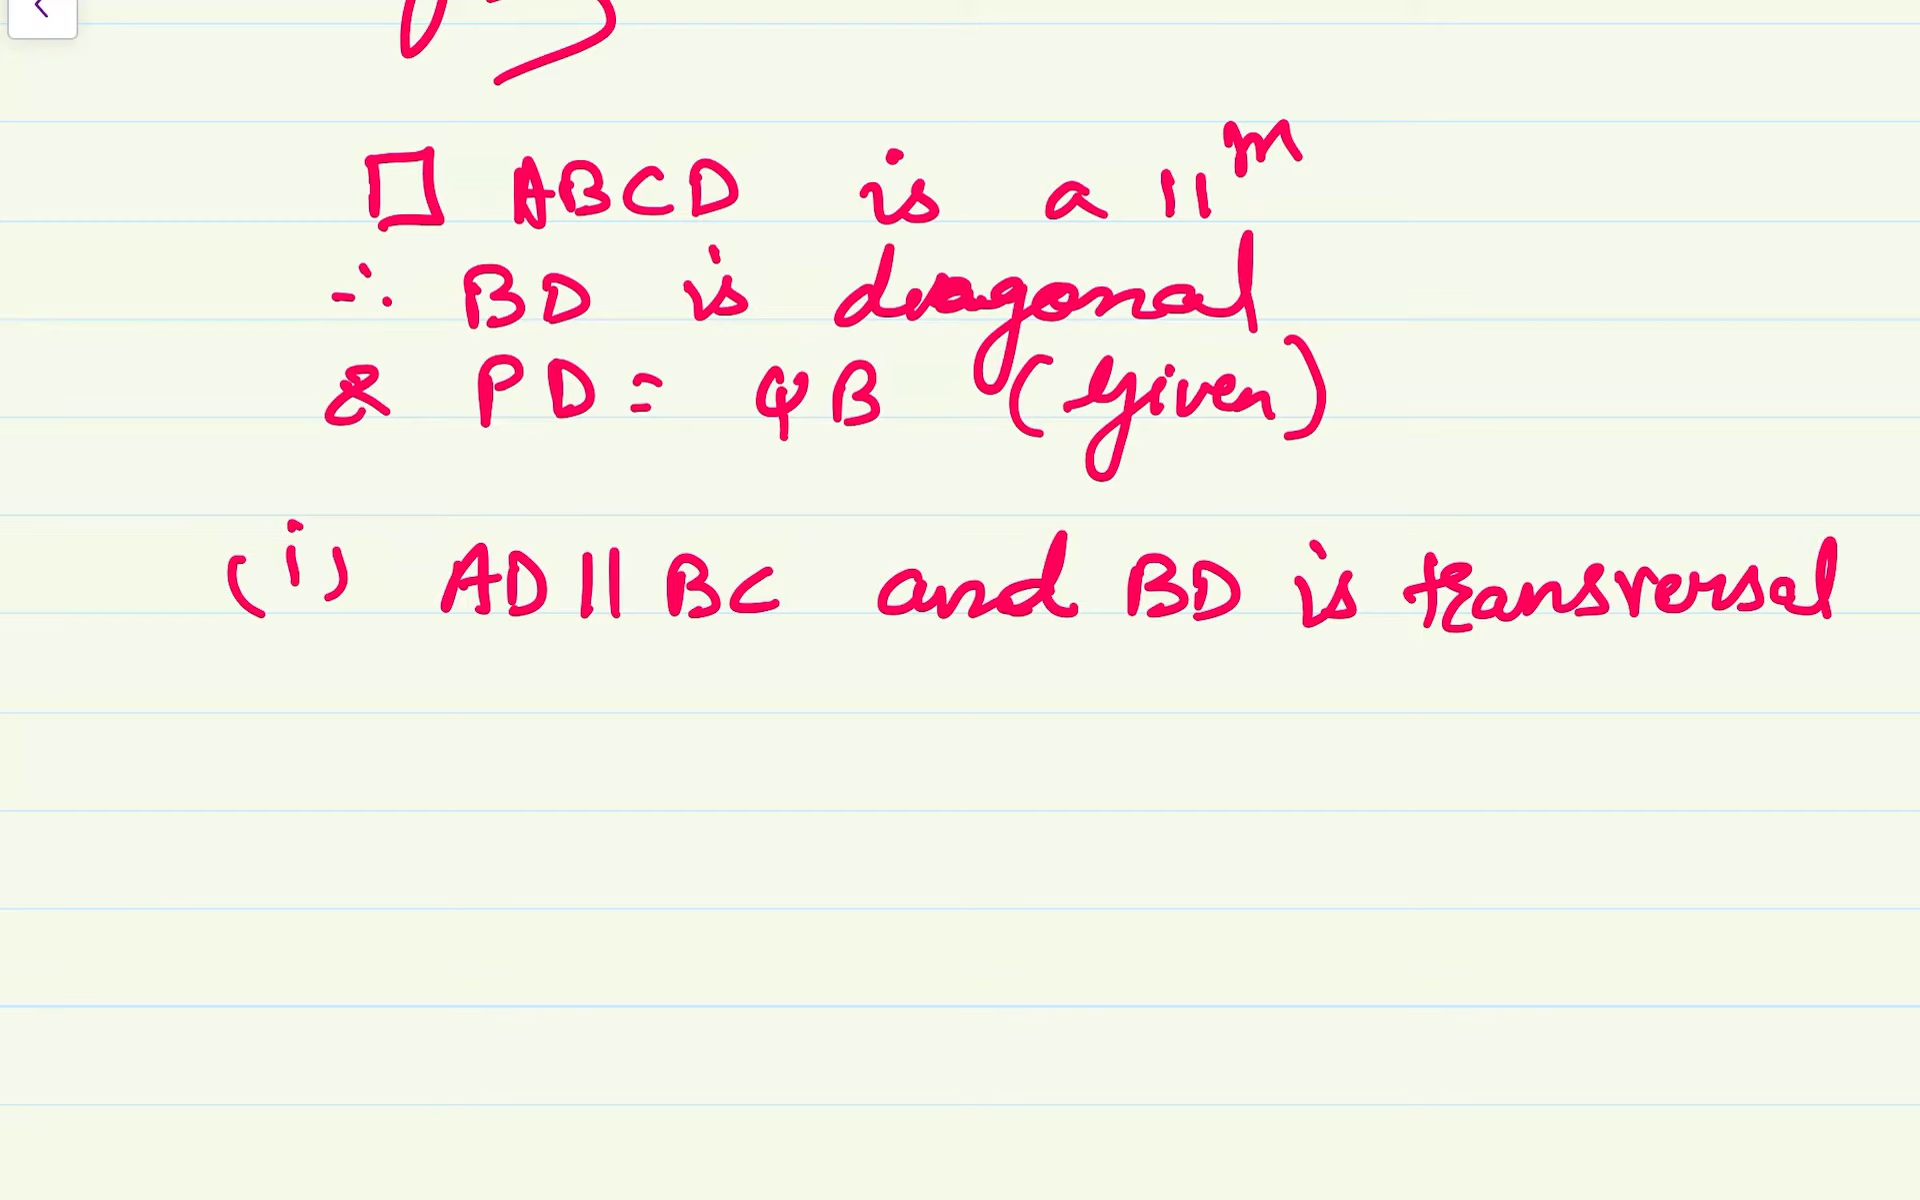 □ ABCD is a ||ᵐ
∴ BD is diagonal
& PD = QB (Given)
(i) AD || BC and BD is transversal